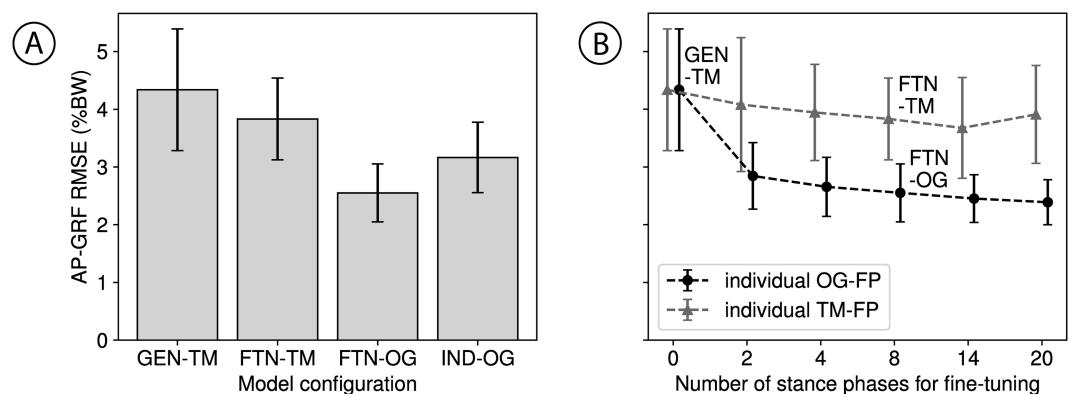 A
AP-GRF RMSE (%BW)
5
4
3
2
1
0
GEN-TM FTN-TM FTN-OG IND-OG
Model configuration
B
GEN
-TM
FTN
-TM
FTN
-OG
individual OG-FP
individual TM-FP
0 2 4 8 14 20
Number of stance phases for fine-tuning